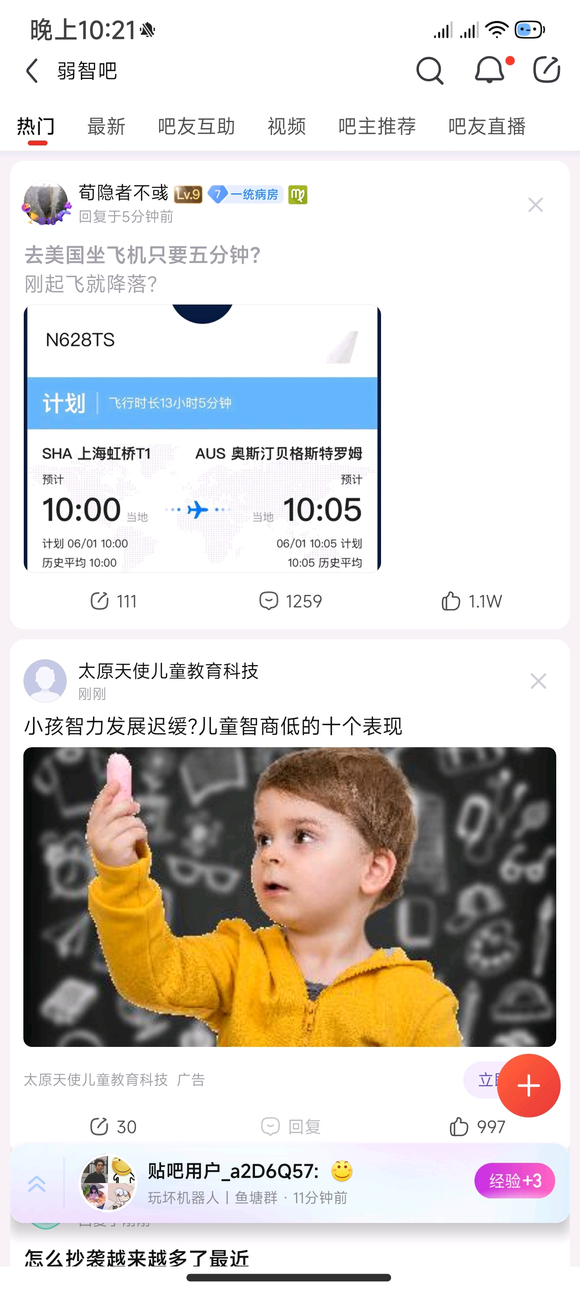 晚上10:21
弱智吧
热门 最新 吧友互助 视频 吧主推荐 吧友直播
荀隐者不彧 Lv.9 7 一统病房
回复于5分钟前
去美国坐飞机只要五分钟?
刚起飞就降落?
N628TS
计划 飞行时长13小时5分钟
SHA 上海虹桥T1 AUS 奥斯汀贝格斯特罗姆
预计 预计
10:00 当地 当地 10:05
计划 06/01 10:00 06/01 10:05 计划
历史平均 10:00 10:05 历史平均
111 1259 1.1W
太原天使儿童教育科技
刚刚
小孩智力发展迟缓?儿童智商低的十个表现
太原天使儿童教育科技 广告 立
30 回复 997
贴吧用户_a2D6Q57:
玩坏机器人 | 鱼塘群 · 11分钟前
经验+3
怎么抄袭越来越多了最近